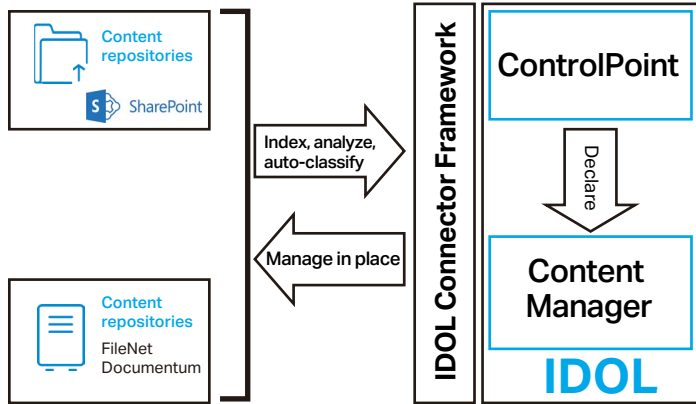 Content
repositories
S
SharePoint
Content
repositories
FileNet
Documentum
Index, analyze,
auto-classify
Manage in place
IDOL Connector Framework
ControlPoint
Declare
Content
Manager
IDOL